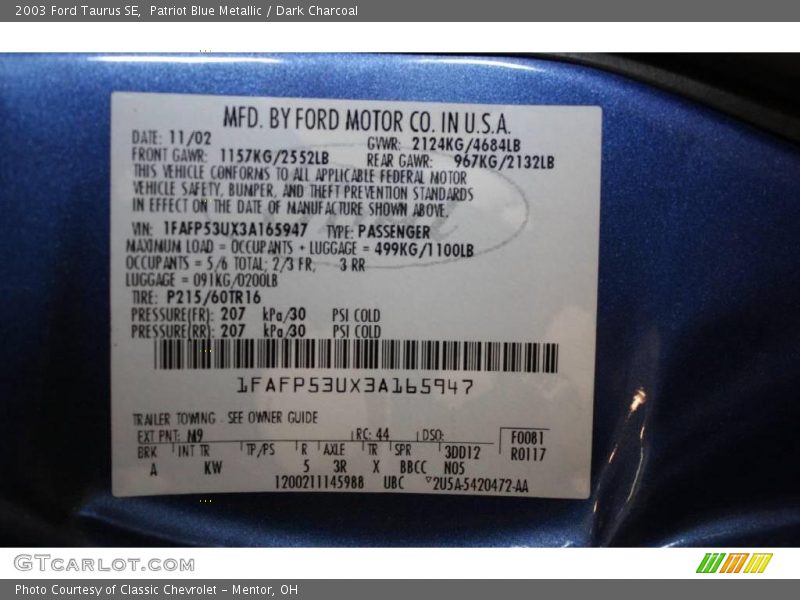 2003 Ford Taurus SE,  Patriot Blue Metallic / Dark Charcoal
MFD. BY FORD MOTOR CO. IN U.S.A.
DATE: 11/02 GVWR: 2124KG/4684LB
FRONT GAWR: 1157KG/2552LB REAR GAWR: 967KG/2132LB
THIS VEHICLE CONFORMS TO ALL APPLICABLE FEDERAL MOTOR
VEHICLE SAFETY, BUMPER, AND THEFT PREVENTION STANDARDS
IN EFFECT ON THE DATE OF MANUFACTURE SHOWN ABOVE.
VIN: 1FAFP53UX3A165947 TYPE: PASSENGER
MAXIMUM LOAD = OCCUPANTS + LUGGAGE = 499KG/1100LB
OCCUPANTS = 5/6 TOTAL; 2/3 FR, 3 RR
LUGGAGE = 091KG/0200LB
TIRE: P215/60TR16
PRESSURE(FR): 207 kPa/30 PSI COLD
PRESSURE(RR): 207 kPa/30 PSI COLD
1FAFP53UX3A165947
TRAILER TOWING - SEE OWNER GUIDE
EXT PNT: M9 RC: 44 DSO: F0081
BRK INT TR TP/PS R AXLE TR SPR 3DD12 R0117
A KW 5 3R X BBCC N05
1200211145988 UBC ▽2U5A-5420472-AA
GTCARLOT.COM
Photo Courtesy of Classic Chevrolet - Mentor, OH